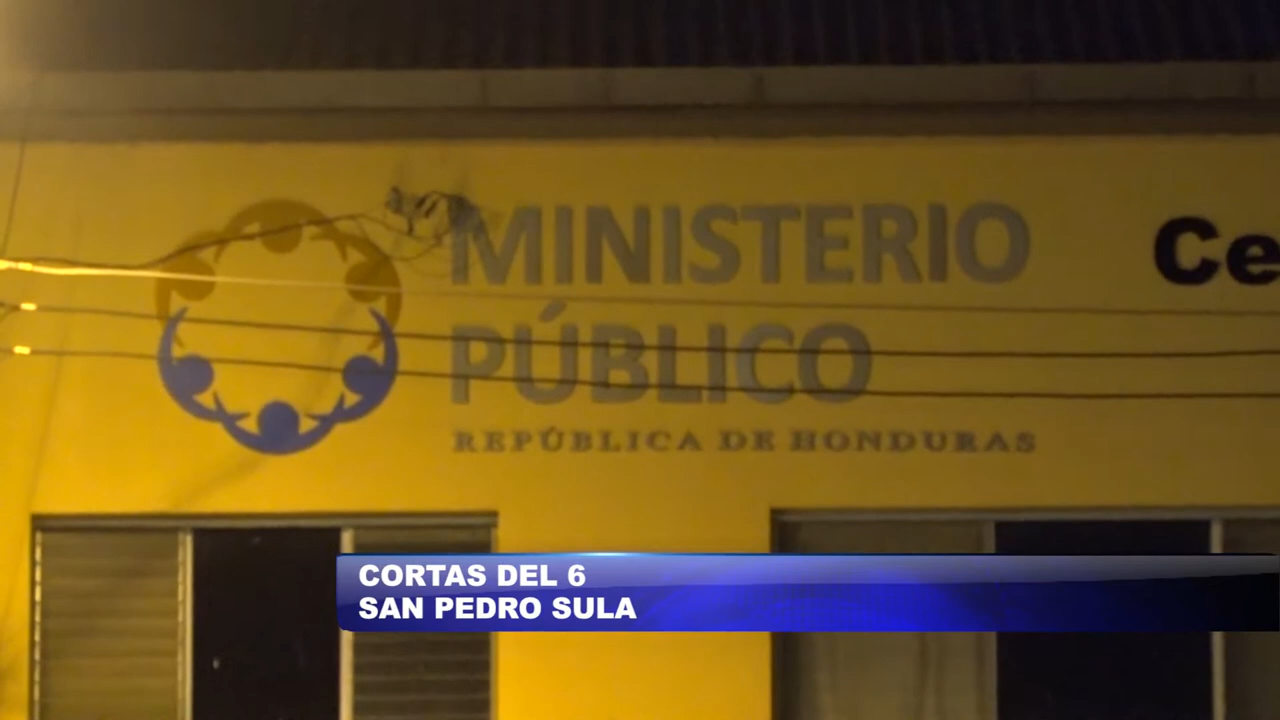 MINISTERIO
PÚBLICO
REPÚBLICA DE HONDURAS
Ce
CORTAS DEL 6
SAN PEDRO SULA